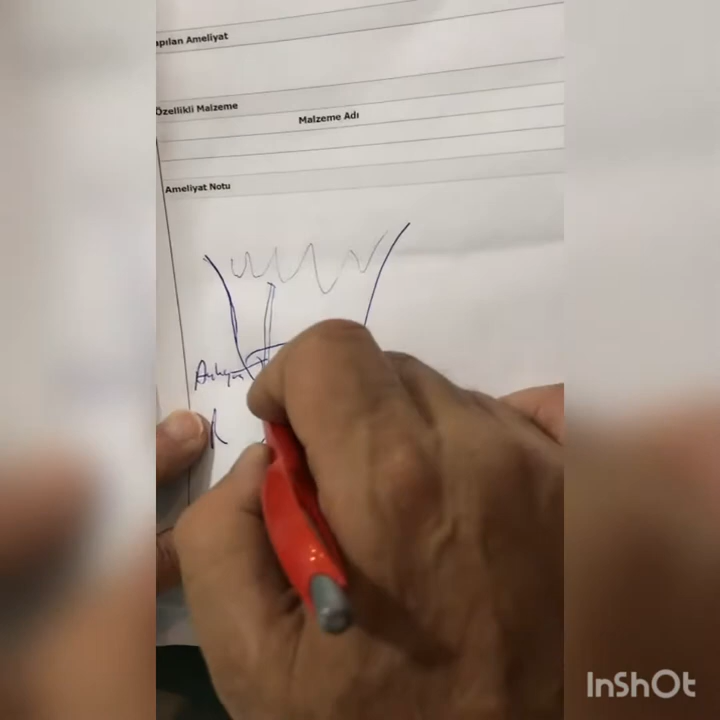 apılan Ameliyat
Özellikli Malzeme
Malzeme Adı
Ameliyat Notu
InShOt